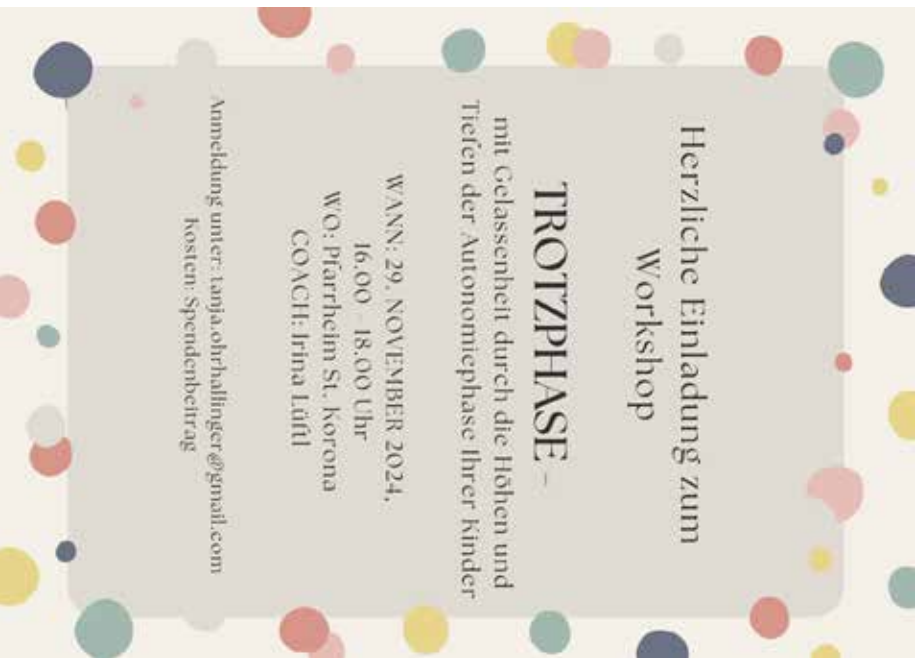 Herzliche Einladung zum
Workshop
TROTZPHASE –
mit Gelassenheit durch die Höhen und
Tiefen der Autonomiephase Ihrer Kinder
WANN: 29. NOVEMBER 2024,
16.00 - 18.00 Uhr
WO: Pfarrheim St. Korona
COACH: Irina Lüftl
Anmeldung unter: tanja.ohrhallinger@gmail.com
Kosten: Spendenbeitrag